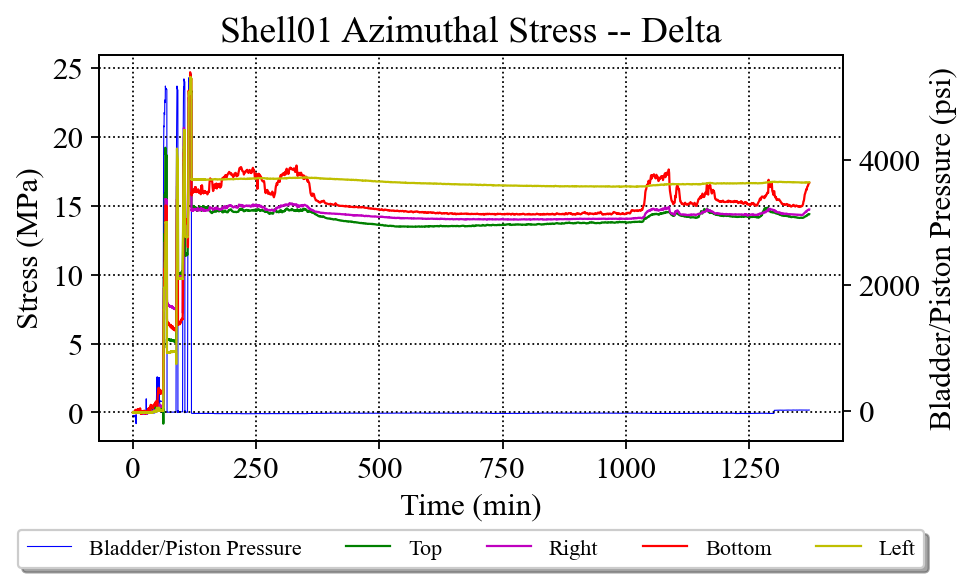 Shell01 Azimuthal Stress -- Delta
25
20
15
10
5
0
Stress (MPa)
4000
2000
0
Bladder/Piston Pressure (psi)
0 250 500 750 1000 1250
Time (min)
Bladder/Piston Pressure Top Right Bottom Left